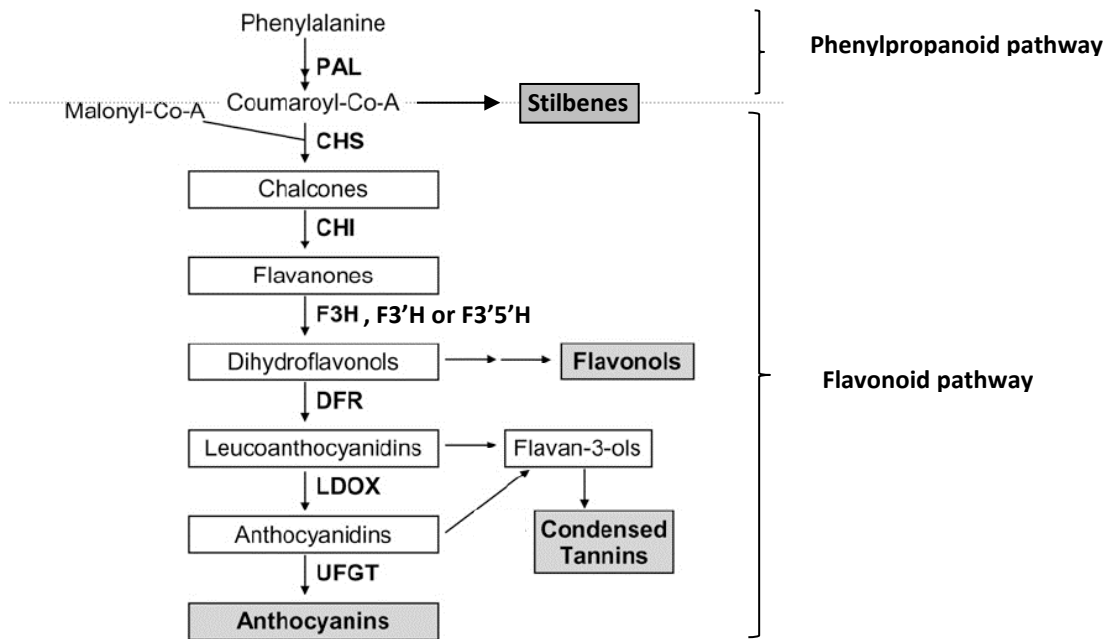 Phenylalanine
Phenylpropanoid pathway
PAL
Malonyl-Co-A
Coumaroyl-Co-A
Stilbenes
CHS
Chalcones
CHI
Flavanones
F3H , F3’H or F3’5’H
Dihydroflavonols
Flavonols
Flavonoid pathway
DFR
Leucoanthocyanidins
Flavan-3-ols
LDOX
Anthocyanidins
Condensed
Tannins
UFGT
Anthocyanins